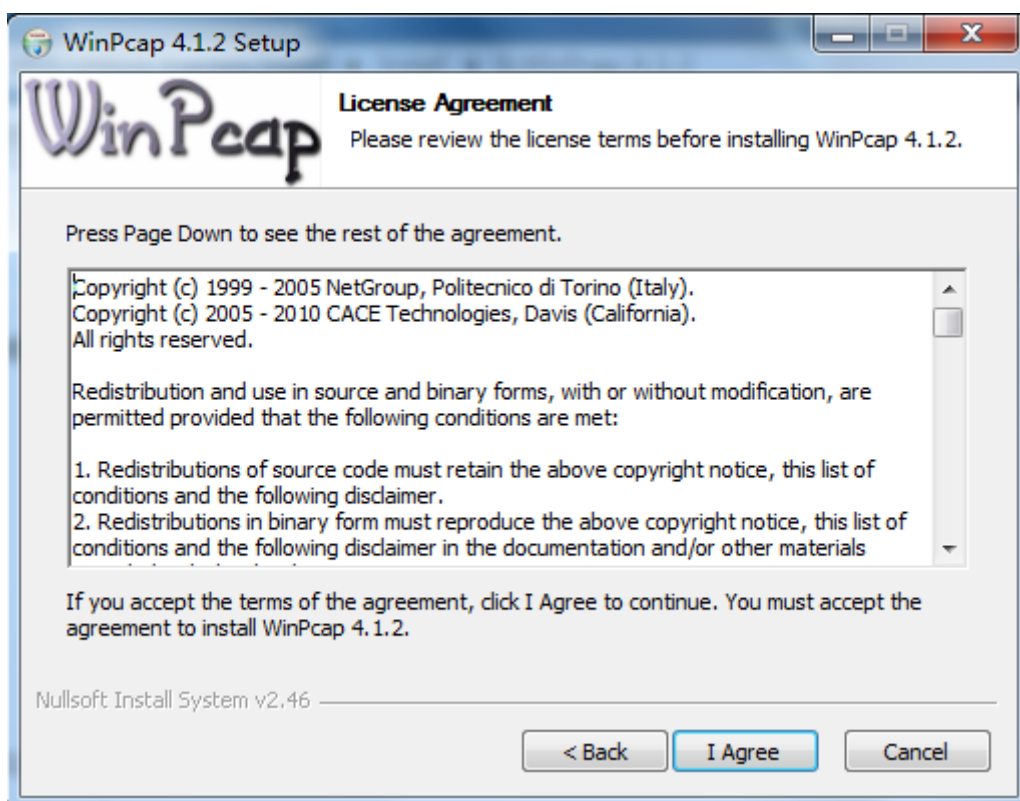 WinPcap 4.1.2 Setup
WinPcap
License Agreement
Please review the license terms before installing WinPcap 4.1.2.
Press Page Down to see the rest of the agreement.
Copyright (c) 1999 - 2005 NetGroup, Politecnico di Torino (Italy).
Copyright (c) 2005 - 2010 CACE Technologies, Davis (California).
All rights reserved.
Redistribution and use in source and binary forms, with or without modification, are
permitted provided that the following conditions are met:
1. Redistributions of source code must retain the above copyright notice, this list of
conditions and the following disclaimer.
2. Redistributions in binary form must reproduce the above copyright notice, this list of
conditions and the following disclaimer in the documentation and/or other materials
If you accept the terms of the agreement, click I Agree to continue. You must accept the
agreement to install WinPcap 4.1.2.
Nullsoft Install System v2.46
< Back
I Agree
Cancel